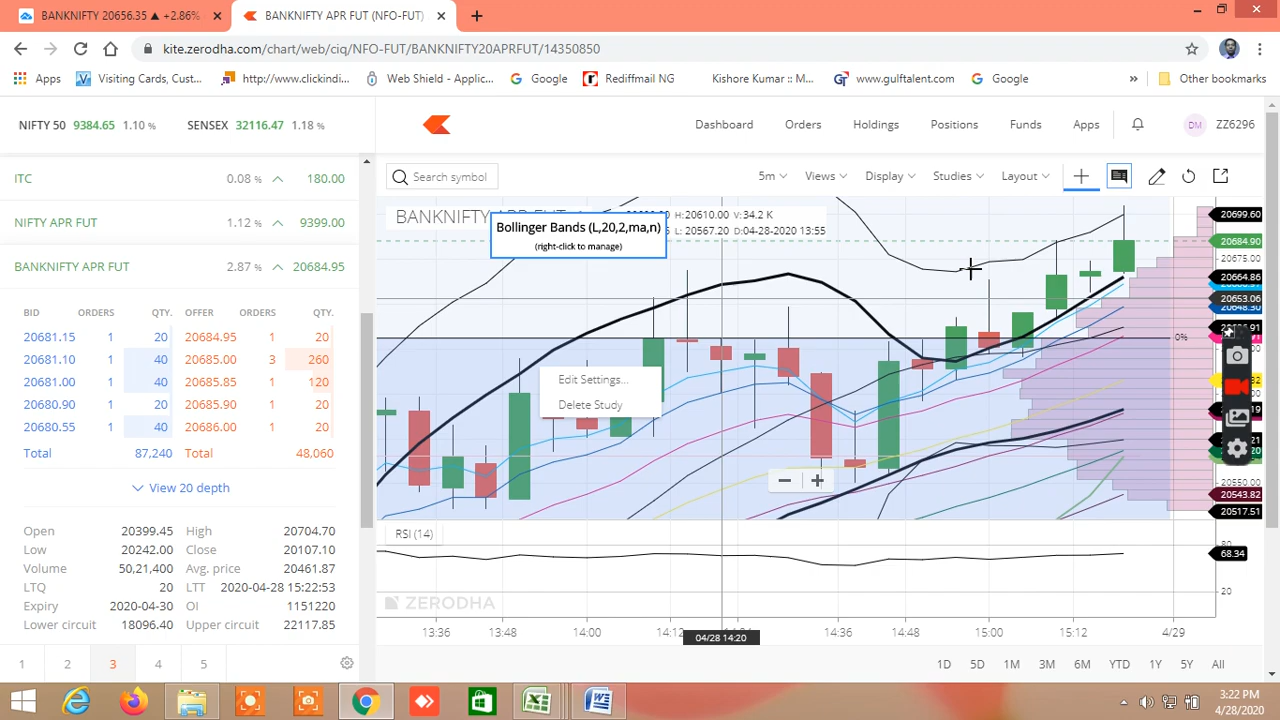 BANKNIFTY 20656.35 ▲ +2.86% ×
BANKNIFTY APR FUT (NFO-FUT) ×
kite.zerodha.com/chart/web/ciq/NFO-FUT/BANKNIFTY20APRFUT/14350850
Apps Visiting Cards, Cust... http://www.clickindi... Web Shield - Applic... Google Rediffmail NG Kishore Kumar :: M... www.gulftalent.com Google » Other bookmarks
NIFTY 50 9384.65 1.10 % SENSEX 32116.47 1.18 %
Dashboard Orders Holdings Positions Funds Apps DM ZZ6296
ITC 0.08 % 180.00
NIFTY APR FUT 1.12 % 9399.00
BANKNIFTY APR FUT 2.87 % 20684.95
BID ORDERS QTY. OFFER ORDERS QTY.
20681.15 1 20 20684.95 1 20
20681.10 2 40 20685.00 3 260
20681.00 2 40 20685.85 1 120
20680.90 1 20 20685.90 1 20
20680.55 1 40 20686.00 1 20
Total 87,240 Total 48,060
View 20 depth
Open 20399.45 High 20704.70
Low 20242.00 Close 20107.10
Volume 50,21,400 Avg. price 20461.87
LTQ 20 LTT 2020-04-28 15:22:53
Expiry 2020-04-30 OI 1151220
Lower circuit 18096.40 Upper circuit 22117.85
1 2 3 4 5
Search symbol 5m Views Display Studies Layout
BANKNIFTY APR FUT
H: 20610.00 V: 34.2 K
L: 20567.20 D: 04-28-2020 13:55
Bollinger Bands (L,20,2,ma,n)
(right-click to manage)
Edit Settings...
Delete Study
20699.60
20684.90
20675.00
20664.86
20653.06
20648.30
0%
20550.00
20543.82
20517.51
RSI (14)
80
68.34
20
ZERODHA
13:36 13:48 14:00 14:12 14:36 14:48 15:00 15:12 4/29
04/28 14:20
1D 5D 1M 3M 6M YTD 1Y 5Y All
3:22 PM
4/28/2020